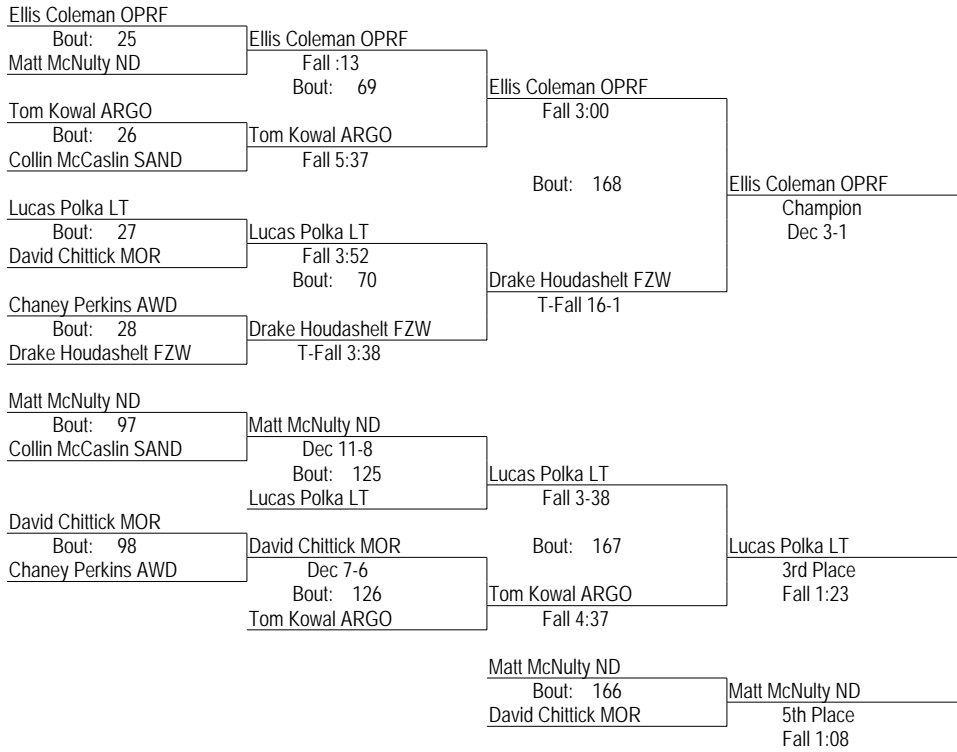 Ellis Coleman OPRF
Bout: 25
Ellis Coleman OPRF
Matt McNulty ND
Fall :13
Bout: 69
Ellis Coleman OPRF
Tom Kowal ARGO
Fall 3:00
Bout: 26
Tom Kowal ARGO
Collin McCaslin SAND
Fall 5:37
Bout: 168
Ellis Coleman OPRF
Lucas Polka LT
Champion
Bout: 27
Lucas Polka LT
Dec 3-1
David Chittick MOR
Fall 3:52
Bout: 70
Drake Houdashelt FZW
Chaney Perkins AWD
T-Fall 16-1
Bout: 28
Drake Houdashelt FZW
Drake Houdashelt FZW
T-Fall 3:38
Matt McNulty ND
Bout: 97
Matt McNulty ND
Collin McCaslin SAND
Dec 11-8
Bout: 125
Lucas Polka LT
Lucas Polka LT
Fall 3-38
David Chittick MOR
Bout: 98
David Chittick MOR
Bout: 167
Lucas Polka LT
Chaney Perkins AWD
Dec 7-6
3rd Place
Bout: 126
Tom Kowal ARGO
Fall 1:23
Tom Kowal ARGO
Fall 4:37
Matt McNulty ND
Bout: 166
Matt McNulty ND
David Chittick MOR
5th Place
Fall 1:08